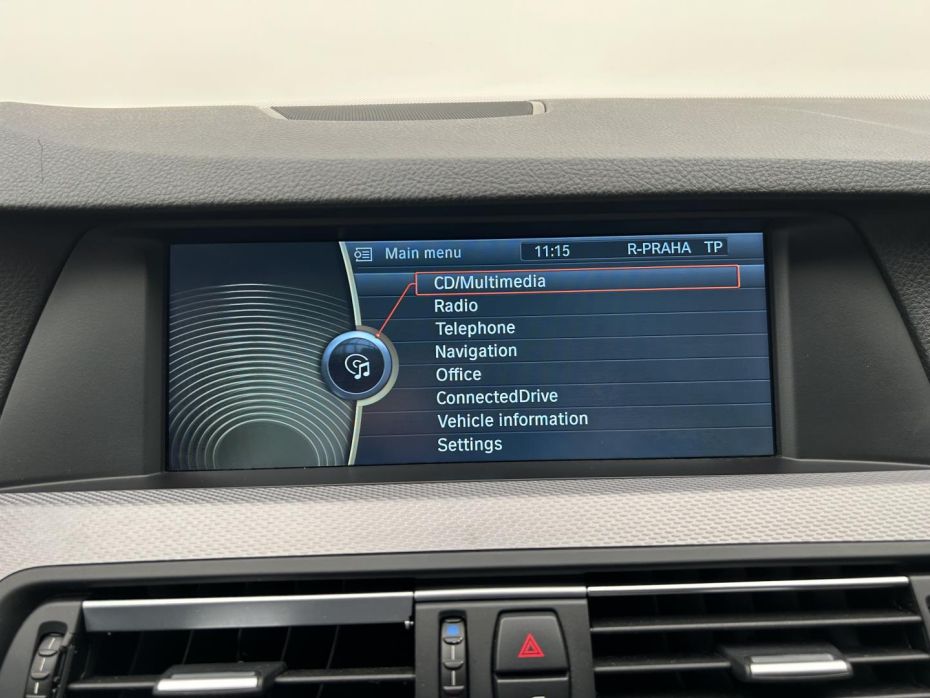 Main menu 11:15 R-PRAHA TP
CD/Multimedia
Radio
Telephone
Navigation
Office
ConnectedDrive
Vehicle information
Settings